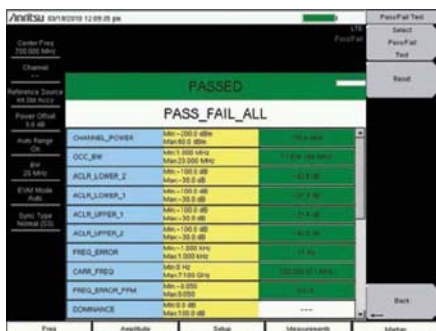 Anritsu 03/18/2010 12:09:35 pm
Pass/Fail Test
LTE
Pass/Fail
Select
Pass/Fail
Test
Reset
Center Freq
700.000 MHz
Channel
--
Reference Source
Power Offset
0.0 dB
Auto Range
On
BW
20 MHz
EVM Mode
Auto
Sync Type
Normal (SS)
PASSED
PASS_FAIL_ALL
CHANNEL_POWER
Min:-200.0 dBm
Max:60.0 dBm
OCC_BW
Min:1.000 MHz
Max:20.000 MHz
ACLR_LOWER_2
Min:-100.0 dB
Max:-30.0 dB
ACLR_LOWER_1
Min:-100.0 dB
Max:-30.0 dB
ACLR_UPPER_1
Min:-100.0 dB
Max:-30.0 dB
ACLR_UPPER_2
Min:-100.0 dB
Max:-30.0 dB
FREQ_ERROR
Min:-1.000 kHz
Max:1.000 kHz
11 Hz
CARR_FREQ
Min:0 Hz
Max:7.100 GHz
FREQ_ERROR_PPM
Min:-0.050
Max:0.050
DOMINANCE
Min:0.0 dB
Max:100.0 dB
---
Back
Freq
Amplitude
Setup
Measurements
Marker